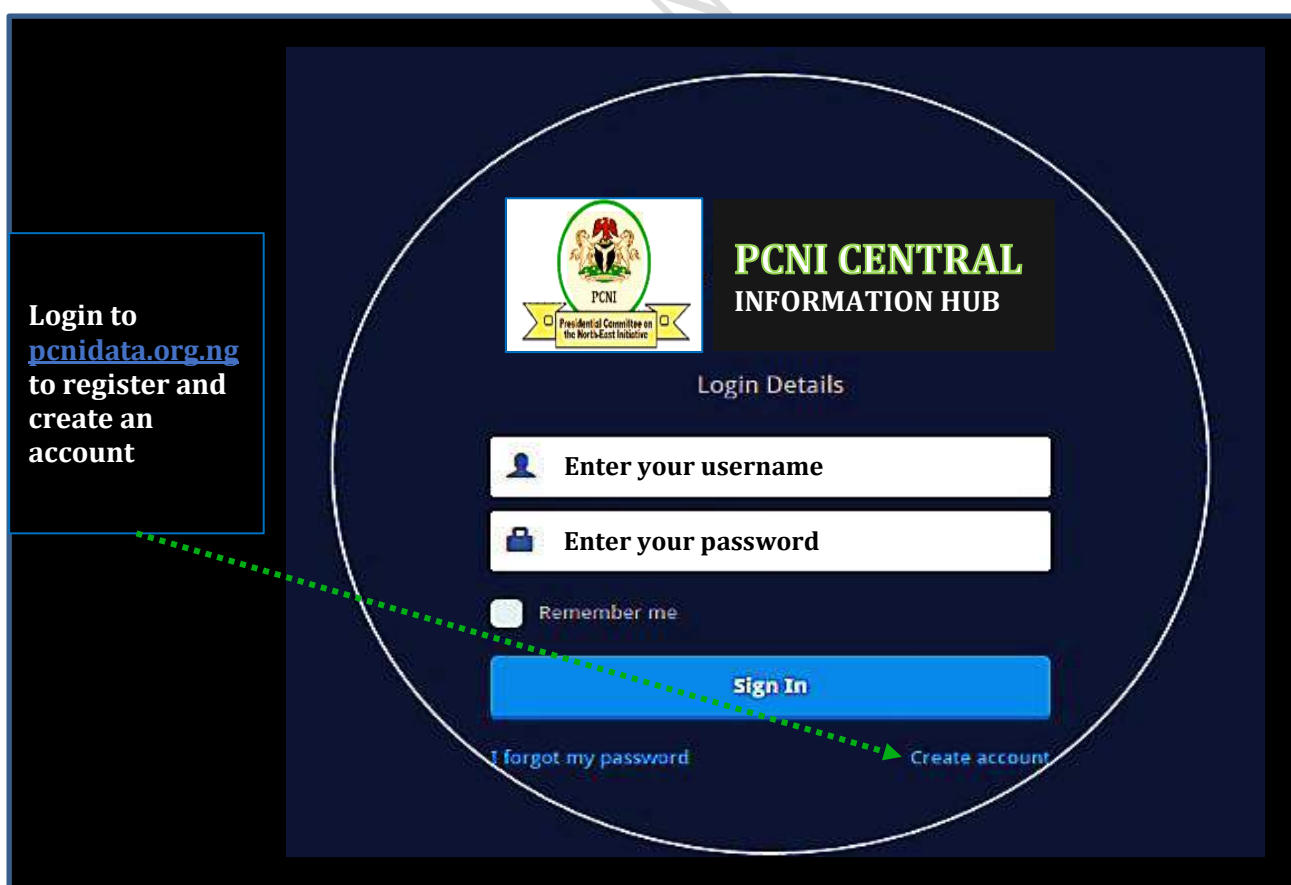 Login to
pcnidata.org.ng
to register and
create an
account
PCNI
Presidential Committee on
the North-East Initiative
PCNI CENTRAL
INFORMATION HUB
Login Details
Enter your username
Enter your password
Remember me
Sign In
I forgot my password
Create account